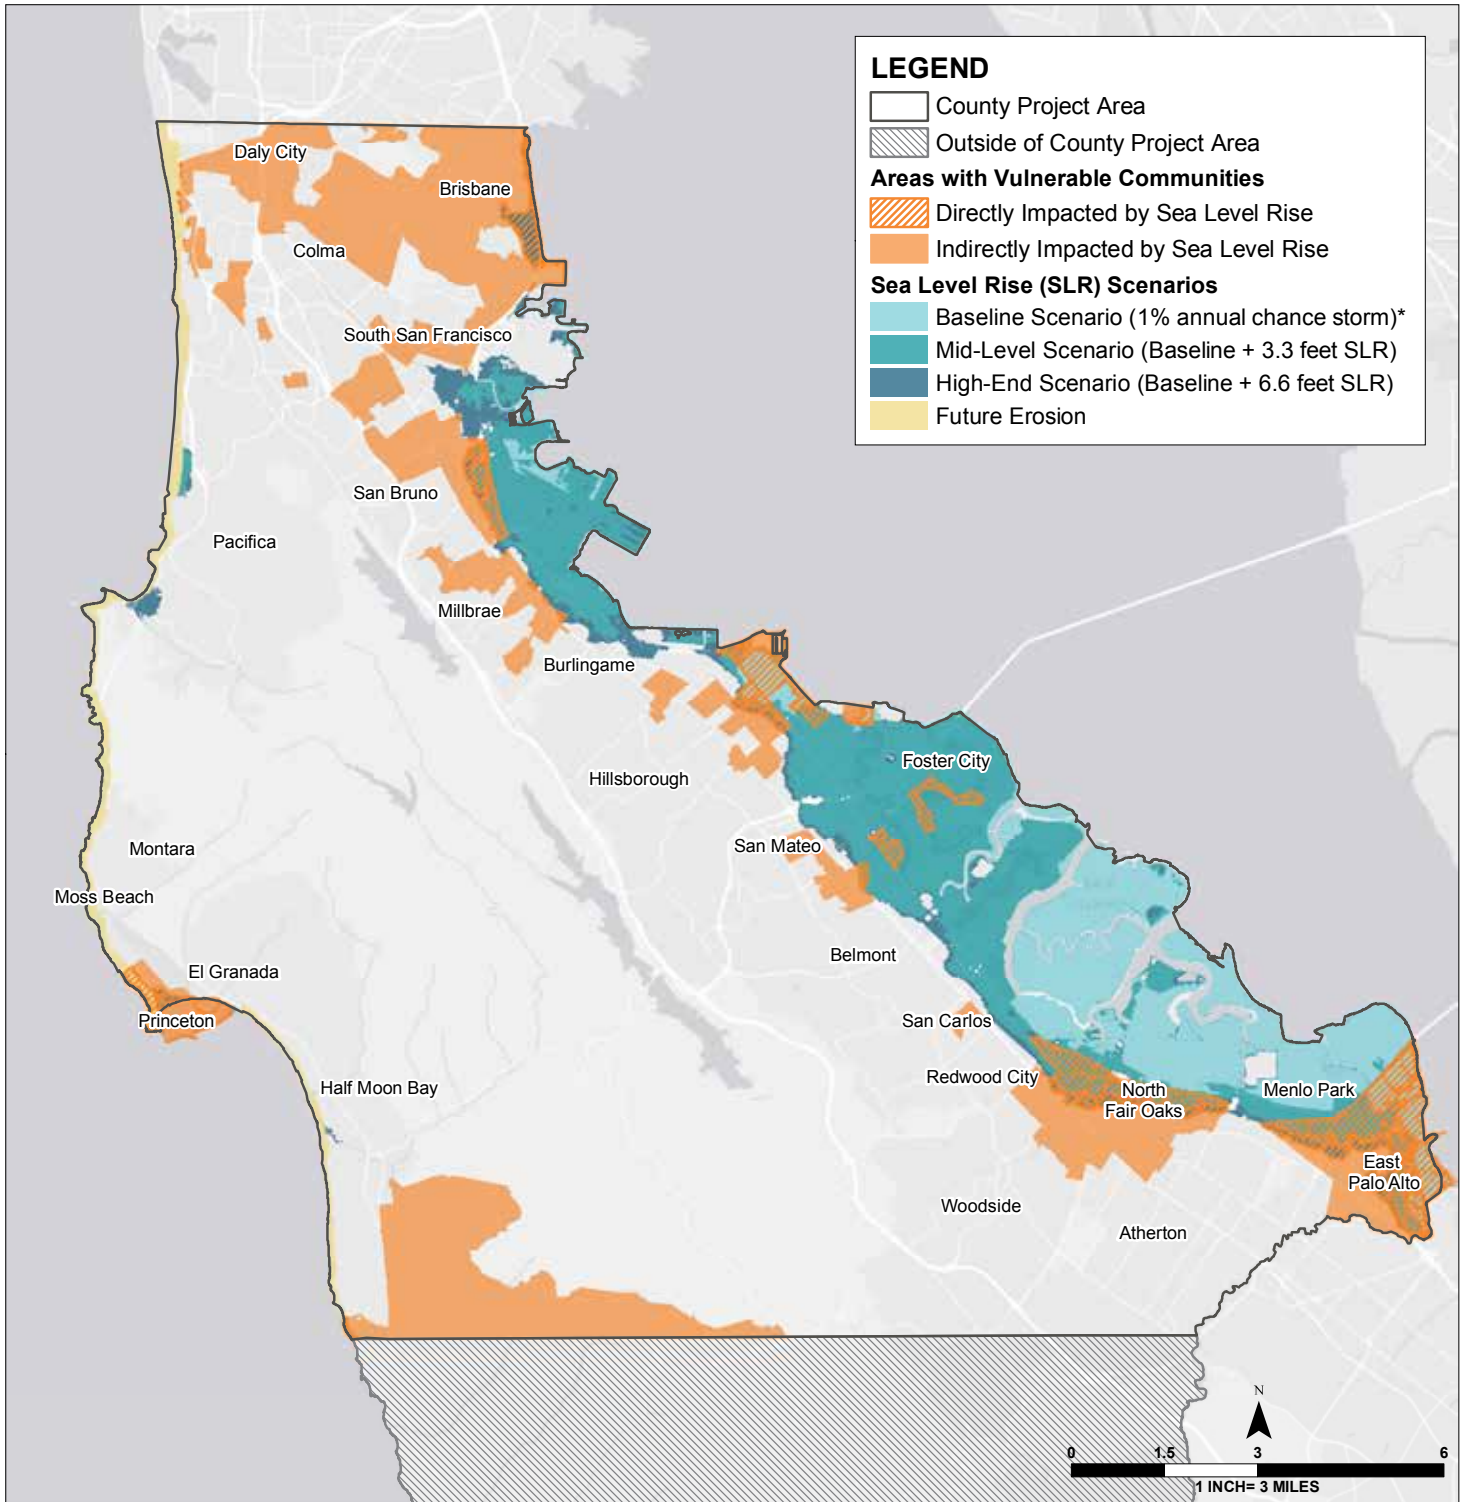 LEGEND
County Project Area
Outside of County Project Area
Areas with Vulnerable Communities
Directly Impacted by Sea Level Rise
Indirectly Impacted by Sea Level Rise
Sea Level Rise (SLR) Scenarios
Baseline Scenario (1% annual chance storm)*
Mid-Level Scenario (Baseline + 3.3 feet SLR)
High-End Scenario (Baseline + 6.6 feet SLR)
Future Erosion
Daly City
Brisbane
Colma
South San Francisco
San Bruno
Pacifica
Millbrae
Burlingame
Foster City
Hillsborough
San Mateo
Montara
Moss Beach
Belmont
El Granada
Princeton
San Carlos
Redwood City
Half Moon Bay
North
Fair Oaks
Menlo Park
East
Palo Alto
Woodside
Atherton
N
0 1.5 3 6
1 INCH= 3 MILES